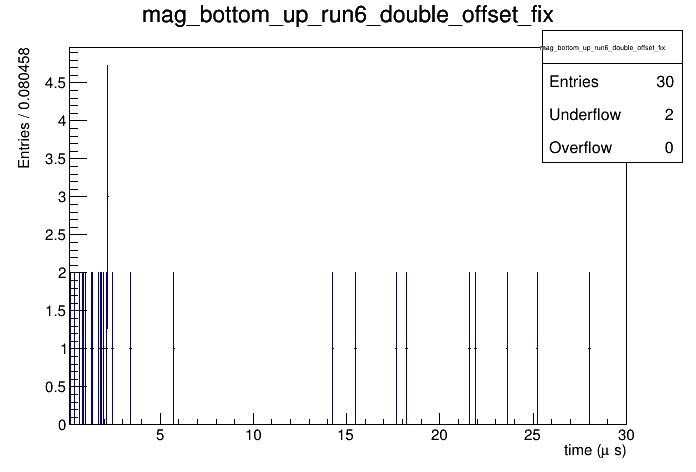 mag_bottom_up_run6_double_offset_fix
mag_bottom_up_run6_double_offset_fix
Entries 30
Underflow 2
Overflow 0
Entries / 0.080458
4.5
4
3.5
3
2.5
2
1.5
1
0.5
0
5 10 15 20 25 30
time (μ s)